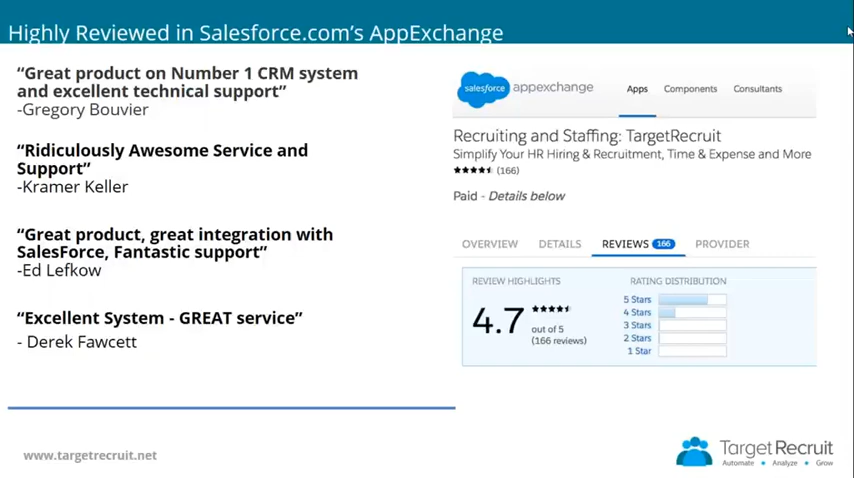 Highly Reviewed in Salesforce.com's AppExchange
“Great product on Number 1 CRM system
and excellent technical support”
-Gregory Bouvier
“Ridiculously Awesome Service and
Support”
-Kramer Keller
“Great product, great integration with
SalesForce, Fantastic support”
-Ed Lefkow
“Excellent System - GREAT service”
- Derek Fawcett
salesforce appexchange Apps Components Consultants
Recruiting and Staffing: TargetRecruit
Simplify Your HR Hiring & Recruitment, Time & Expense and More
(166)
Paid - Details below
OVERVIEW DETAILS REVIEWS 166 PROVIDER
REVIEW HIGHLIGHTS
4.7
out of 5
(166 reviews)
RATING DISTRIBUTION
5 Stars
4 Stars
3 Stars
2 Stars
1 Star
www.targetrecruit.net
TargetRecruit
Automate • Analyze • Grow